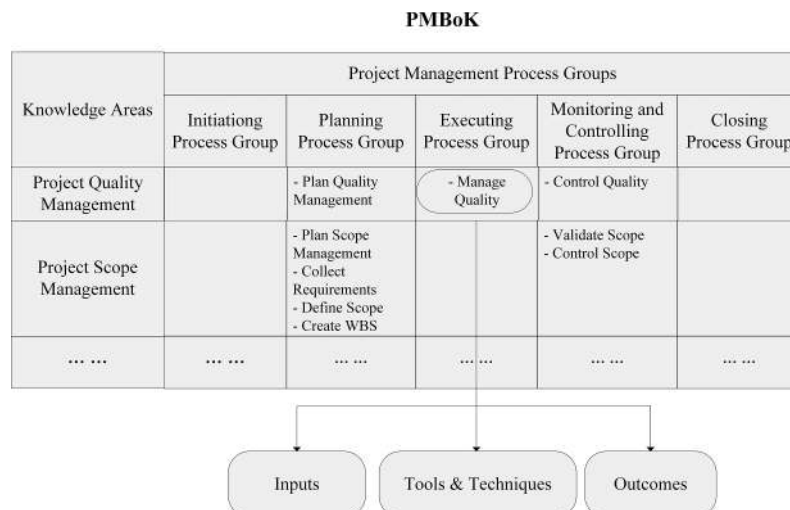 PMBoK
Project Management Process Groups
Knowledge Areas
Initiationg
Process Group
Planning
Process Group
Executing
Process Group
Monitoring and
Controlling
Process Group
Closing
Process Group
Project Quality
Management
- Plan Quality
Management
- Manage
Quality
- Control Quality
Project Scope
Management
- Plan Scope
Management
- Collect
Requirements
- Define Scope
- Create WBS
- Validate Scope
- Control Scope
... ...
... ...
... ...
... ...
... ...
... ...
Inputs
Tools & Techniques
Outcomes